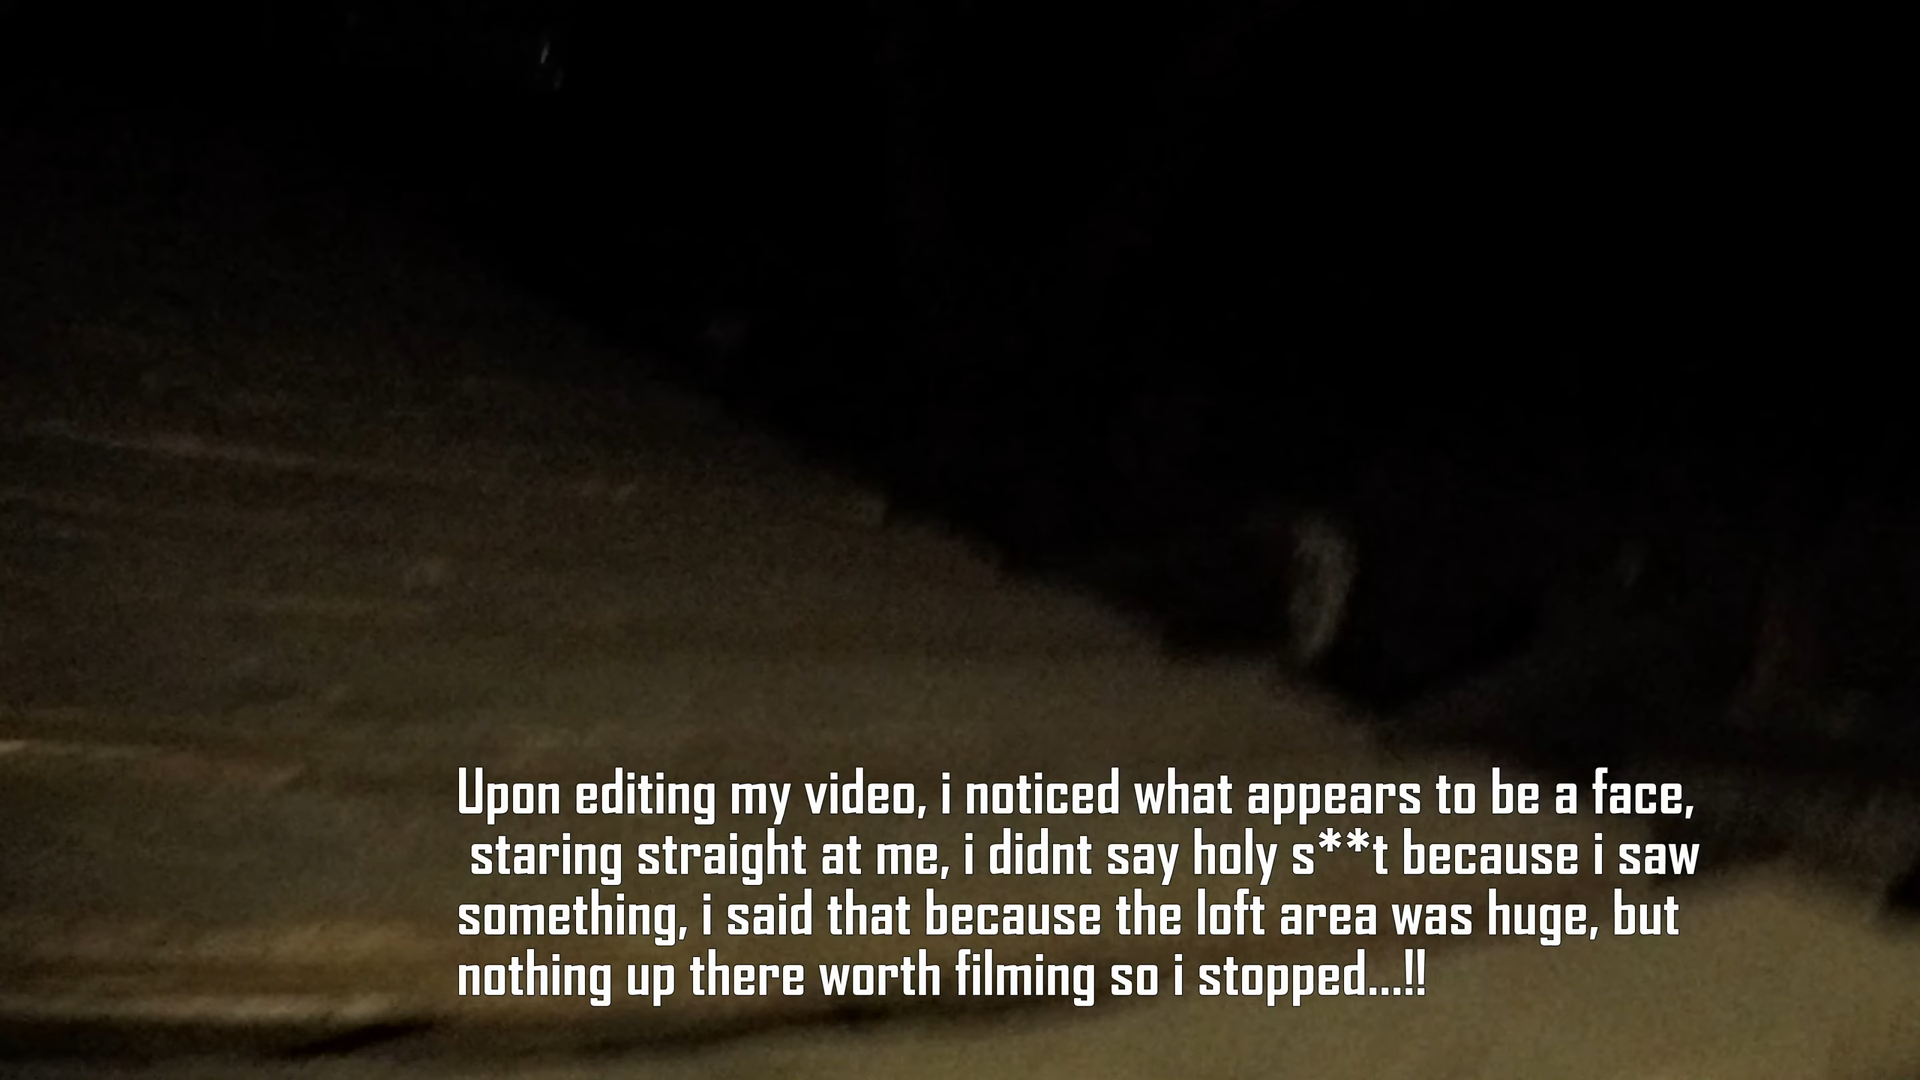 Upon editing my video, i noticed what appears to be a face,
staring straight at me, i didnt say holy s**t because i saw
something, i said that because the loft area was huge, but
nothing up there worth filming so i stopped...!!